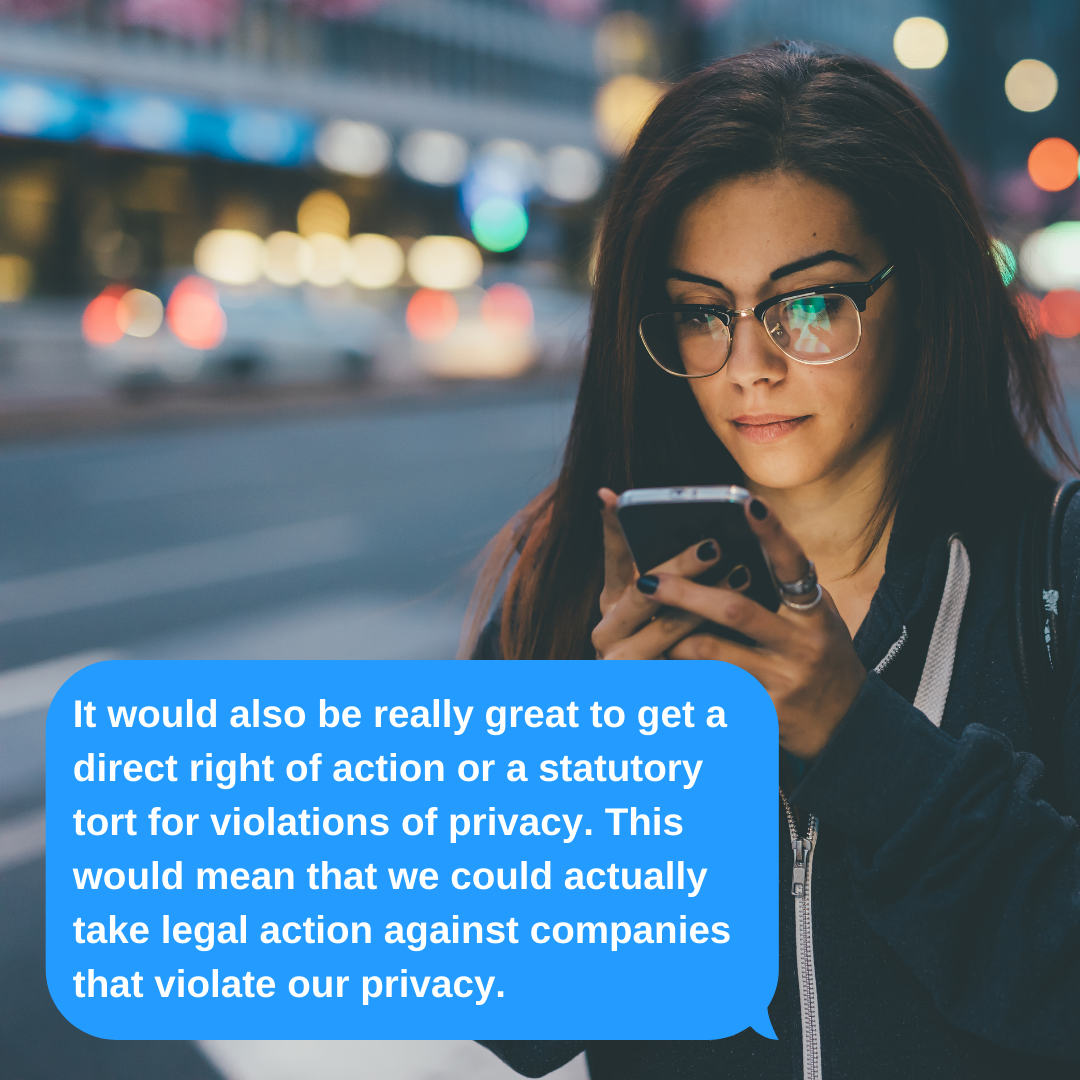 It would also be really great to get a
direct right of action or a statutory
tort for violations of privacy. This
would mean that we could actually
take legal action against companies
that violate our privacy.